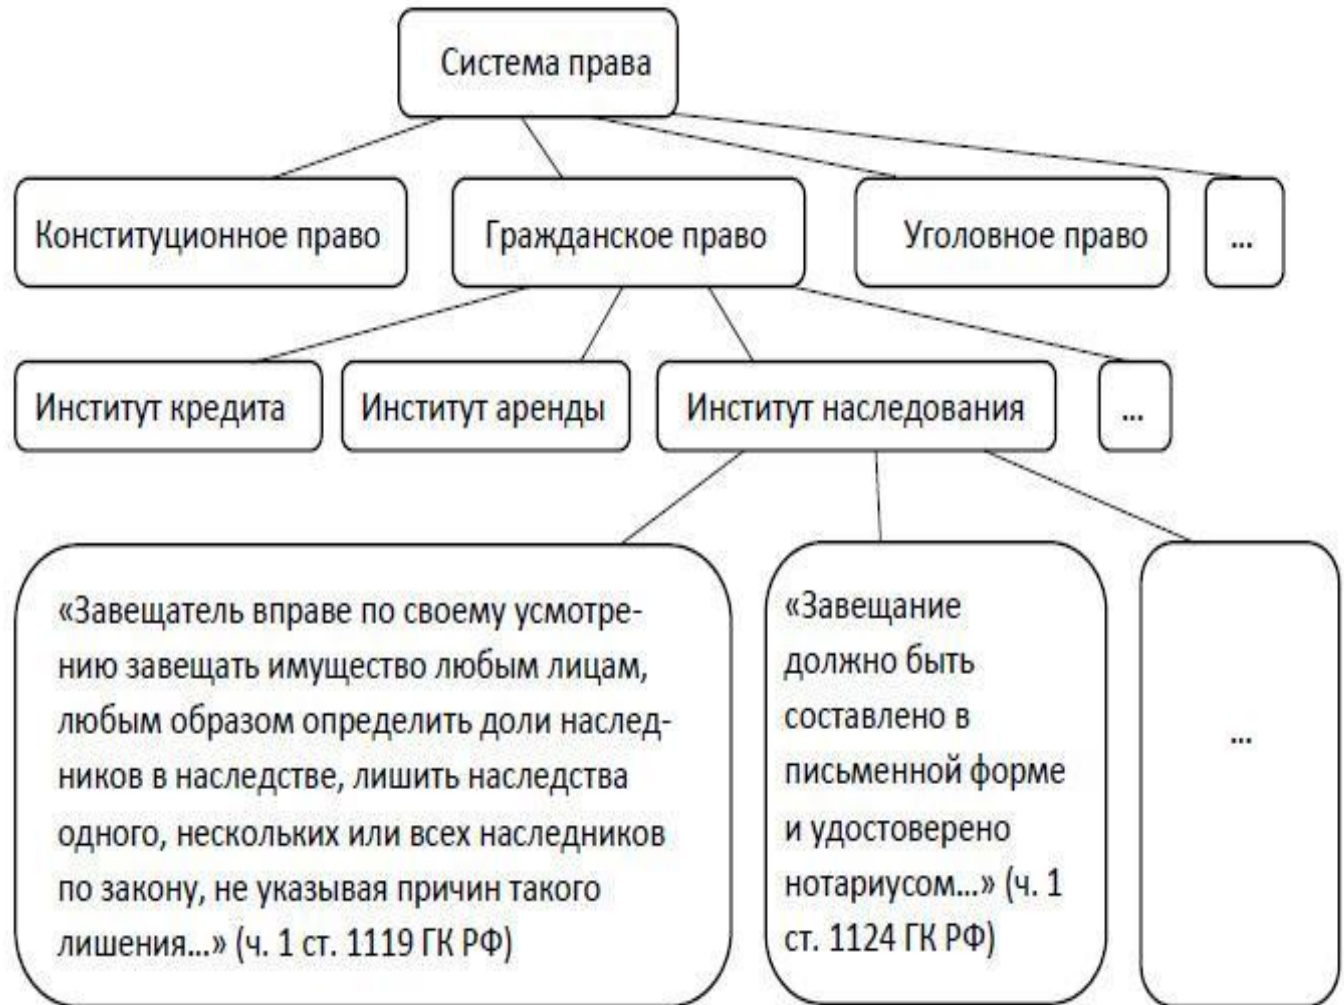 Система права
Конституционное право
Гражданское право
Уголовное право
...
Институт кредита
Институт аренды
Институт наследования
...
«Завещатель вправе по своему усмотре-
нию завещать имущество любым лицам,
любым образом определить доли наслед-
ников в наследстве, лишить наследства
одного, нескольких или всех наследников
по закону, не указывая причин такого
лишения...» (ч. 1 ст. 1119 ГК РФ)
«Завещание
должно быть
составлено в
письменной форме
и удостоверено
нотариусом...» (ч. 1
ст. 1124 ГК РФ)
...